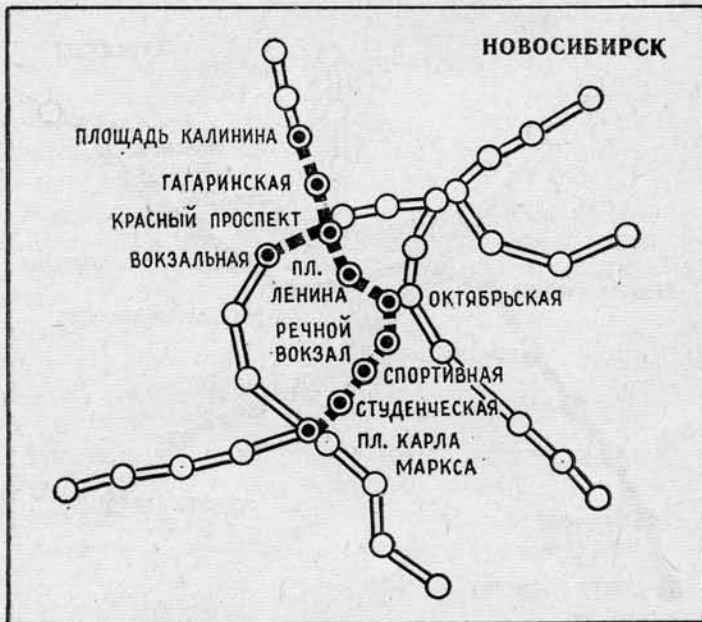 НОВОСИБИРСК
ПЛОЩАДЬ КАЛИНИНА
ГАГАРИНСКАЯ
КРАСНЫЙ ПРОСПЕКТ
ВОКЗАЛЬНАЯ
ПЛ.
ЛЕНИНА
ОКТЯБРЬСКАЯ
РЕЧНОЙ
ВОКЗАЛ
СПОРТИВНАЯ
СТУДЕНЧЕСКАЯ
ПЛ. КАРЛА
МАРКСА